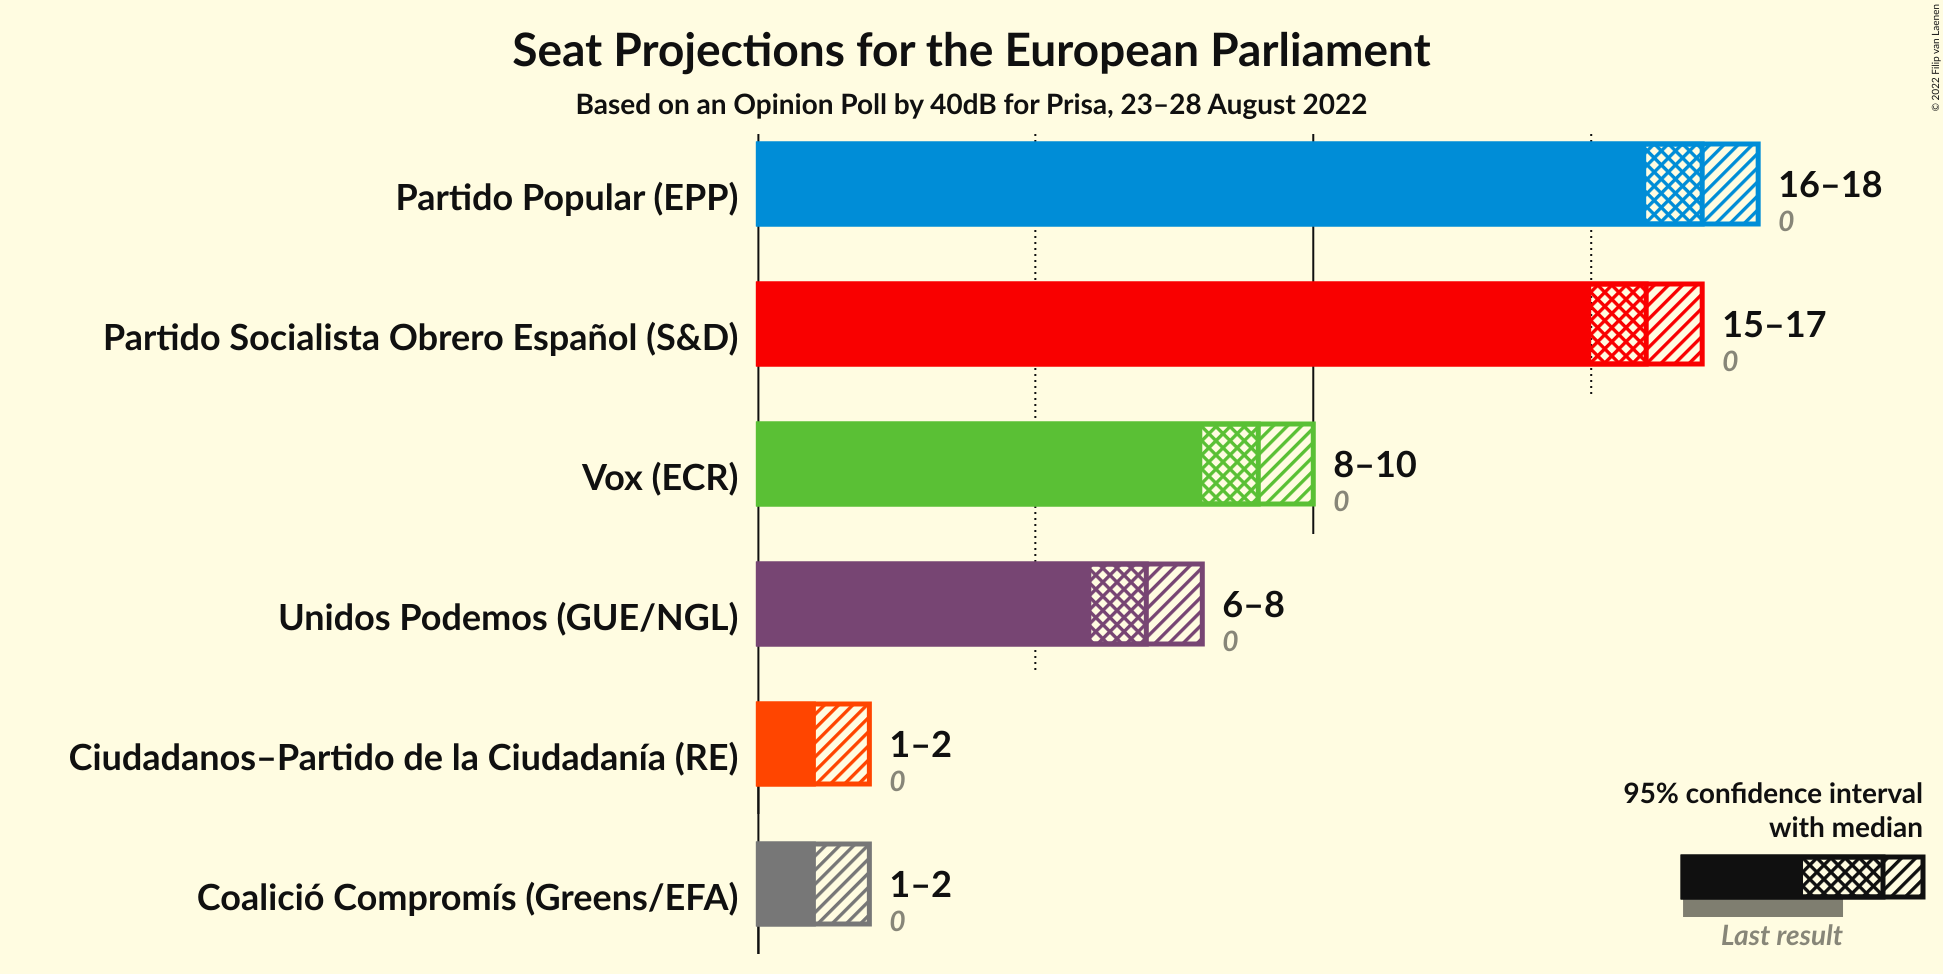 Seat Projections for the European Parliament
Based on an Opinion Poll by 40dB for Prisa, 23–28 August 2022
© 2022 Filip van Laenen
Partido Popular (EPP)
16–18
0
Partido Socialista Obrero Español (S&D)
15–17
0
Vox (ECR)
8–10
0
Unidos Podemos (GUE/NGL)
6–8
0
Ciudadanos–Partido de la Ciudadanía (RE)
1–2
0
Coalició Compromís (Greens/EFA)
1–2
0
95% confidence interval
with median
Last result